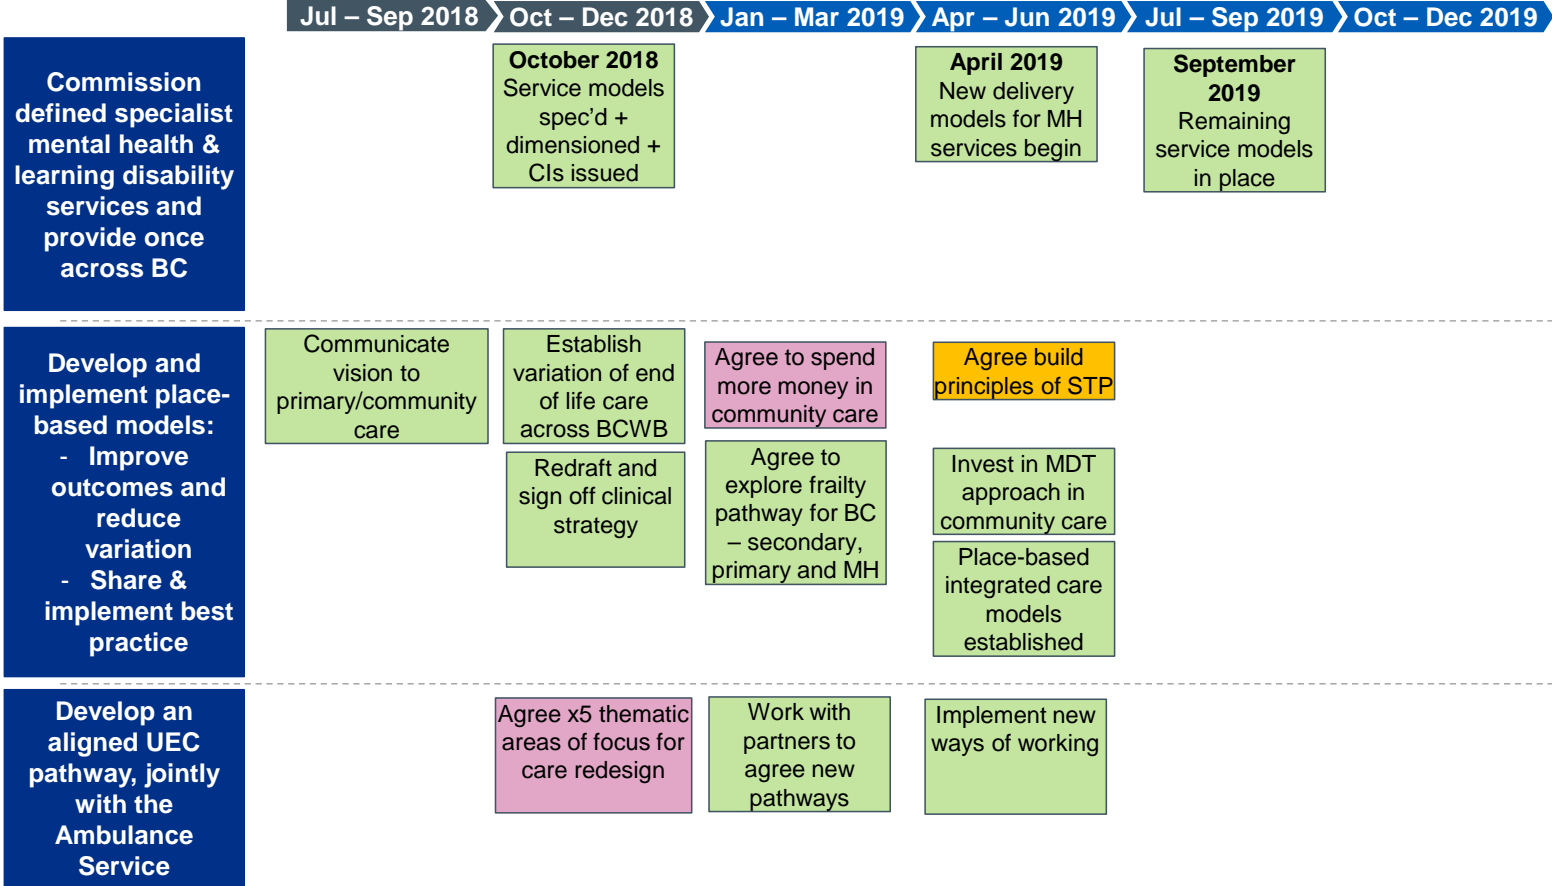 Jul – Sep 2018
Oct – Dec 2018
Jan – Mar 2019
Apr – Jun 2019
Jul – Sep 2019
Oct – Dec 2019
Commission
defined specialist
mental health &
learning disability
services and
provide once
across BC
October 2018
Service models
spec’d +
dimensioned +
CIs issued
April 2019
New delivery
models for MH
services begin
September
2019
Remaining
service models
in place
Develop and
implement place-
based models:
- Improve
outcomes and
reduce
variation
- Share &
implement best
practice
Communicate
vision to
primary/community
care
Establish
variation of end
of life care
across BCWB
Redraft and
sign off clinical
strategy
Agree to spend
more money in
community care
Agree to
explore frailty
pathway for BC
– secondary,
primary and MH
Agree build
principles of STP
Invest in MDT
approach in
community care
Place-based
integrated care
models
established
Develop an
aligned UEC
pathway, jointly
with the
Ambulance
Service
Agree x5 thematic
areas of focus for
care redesign
Work with
partners to
agree new
pathways
Implement new
ways of working